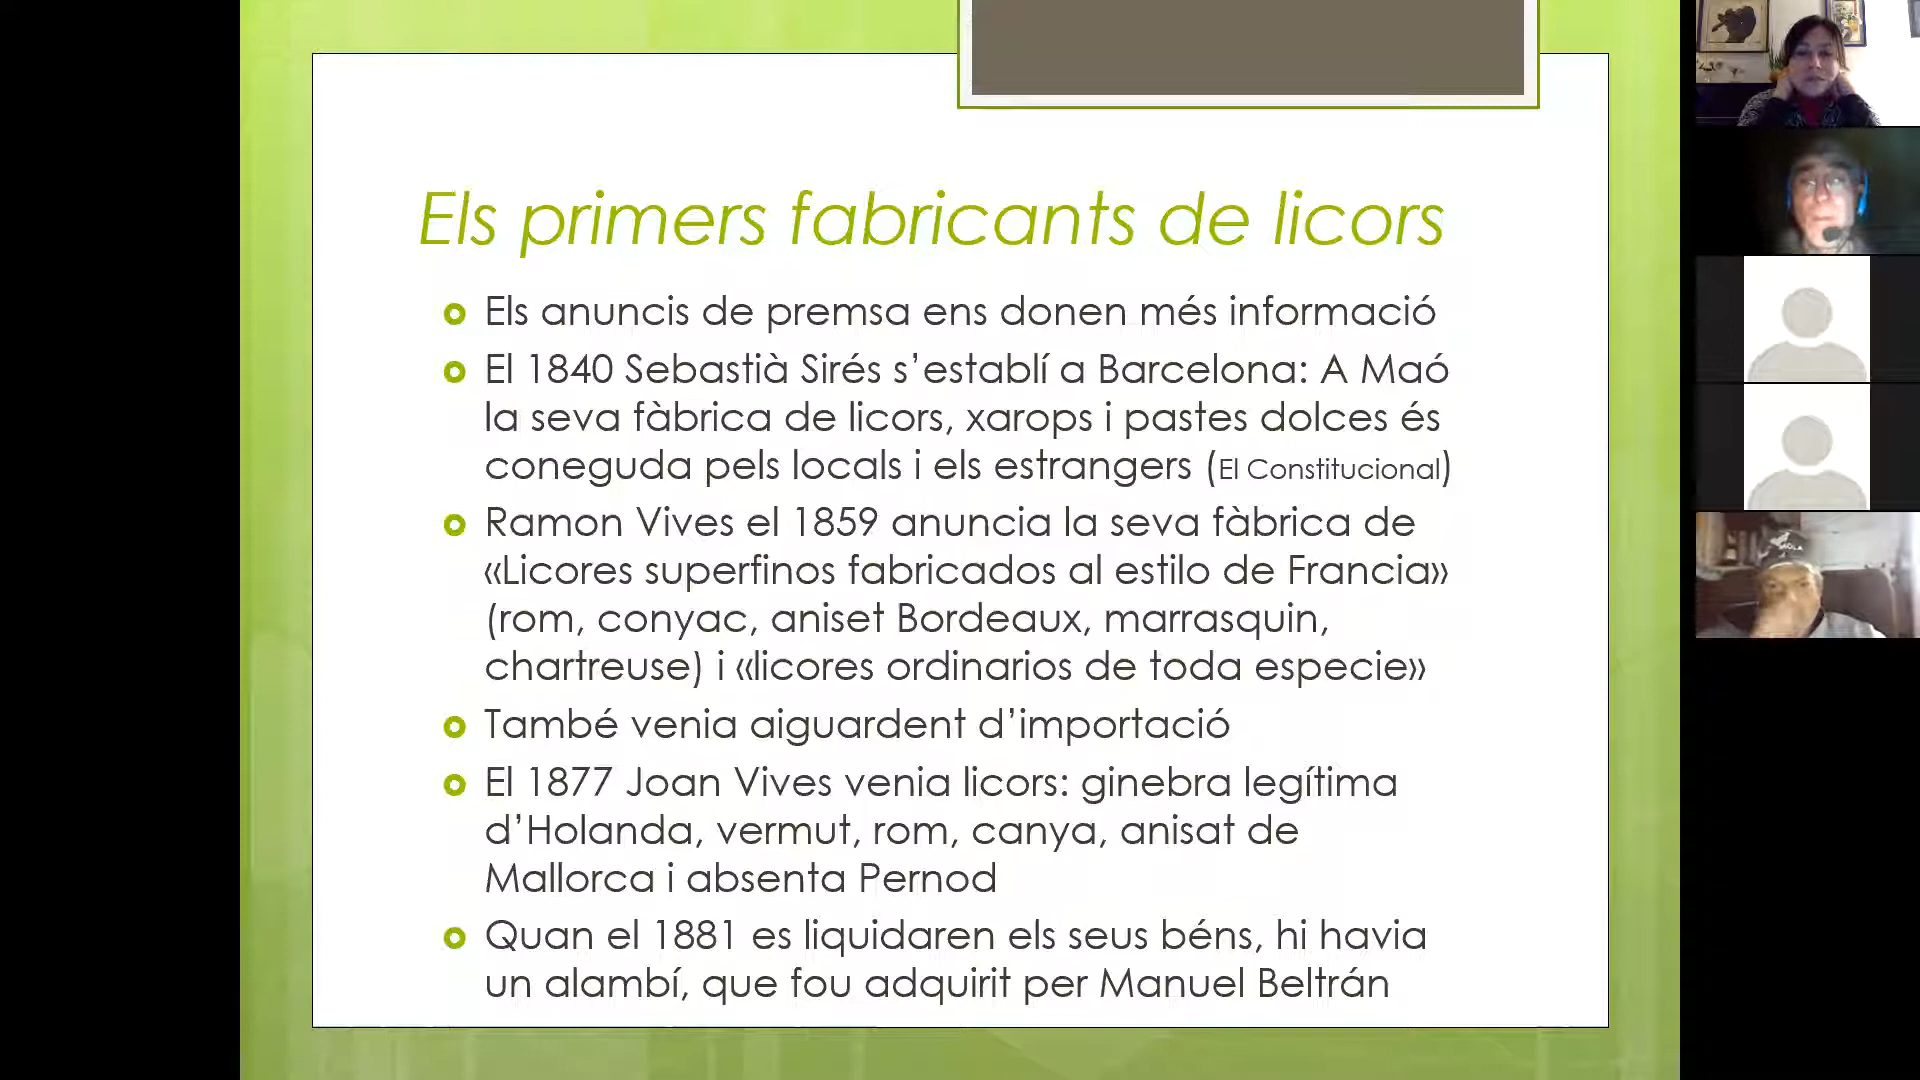 Els primers fabricants de licors
Els anuncis de premsa ens donen més informació
El 1840 Sebastià Sirés s’establí a Barcelona: A Maó
la seva fàbrica de licors, xarops i pastes dolces és
coneguda pels locals i els estrangers (El Constitucional)
Ramon Vives el 1859 anuncia la seva fàbrica de
«Licores superfinos fabricados al estilo de Francia»
(rom, conyac, aniset Bordeaux, marrasquin,
chartreuse) i «licores ordinarios de toda especie»
També venia aiguardent d’importació
El 1877 Joan Vives venia licors: ginebra legítima
d’Holanda, vermut, rom, canya, anisat de
Mallorca i absenta Pernod
Quan el 1881 es liquidaren els seus béns, hi havia
un alambí, que fou adquirit per Manuel Beltrán